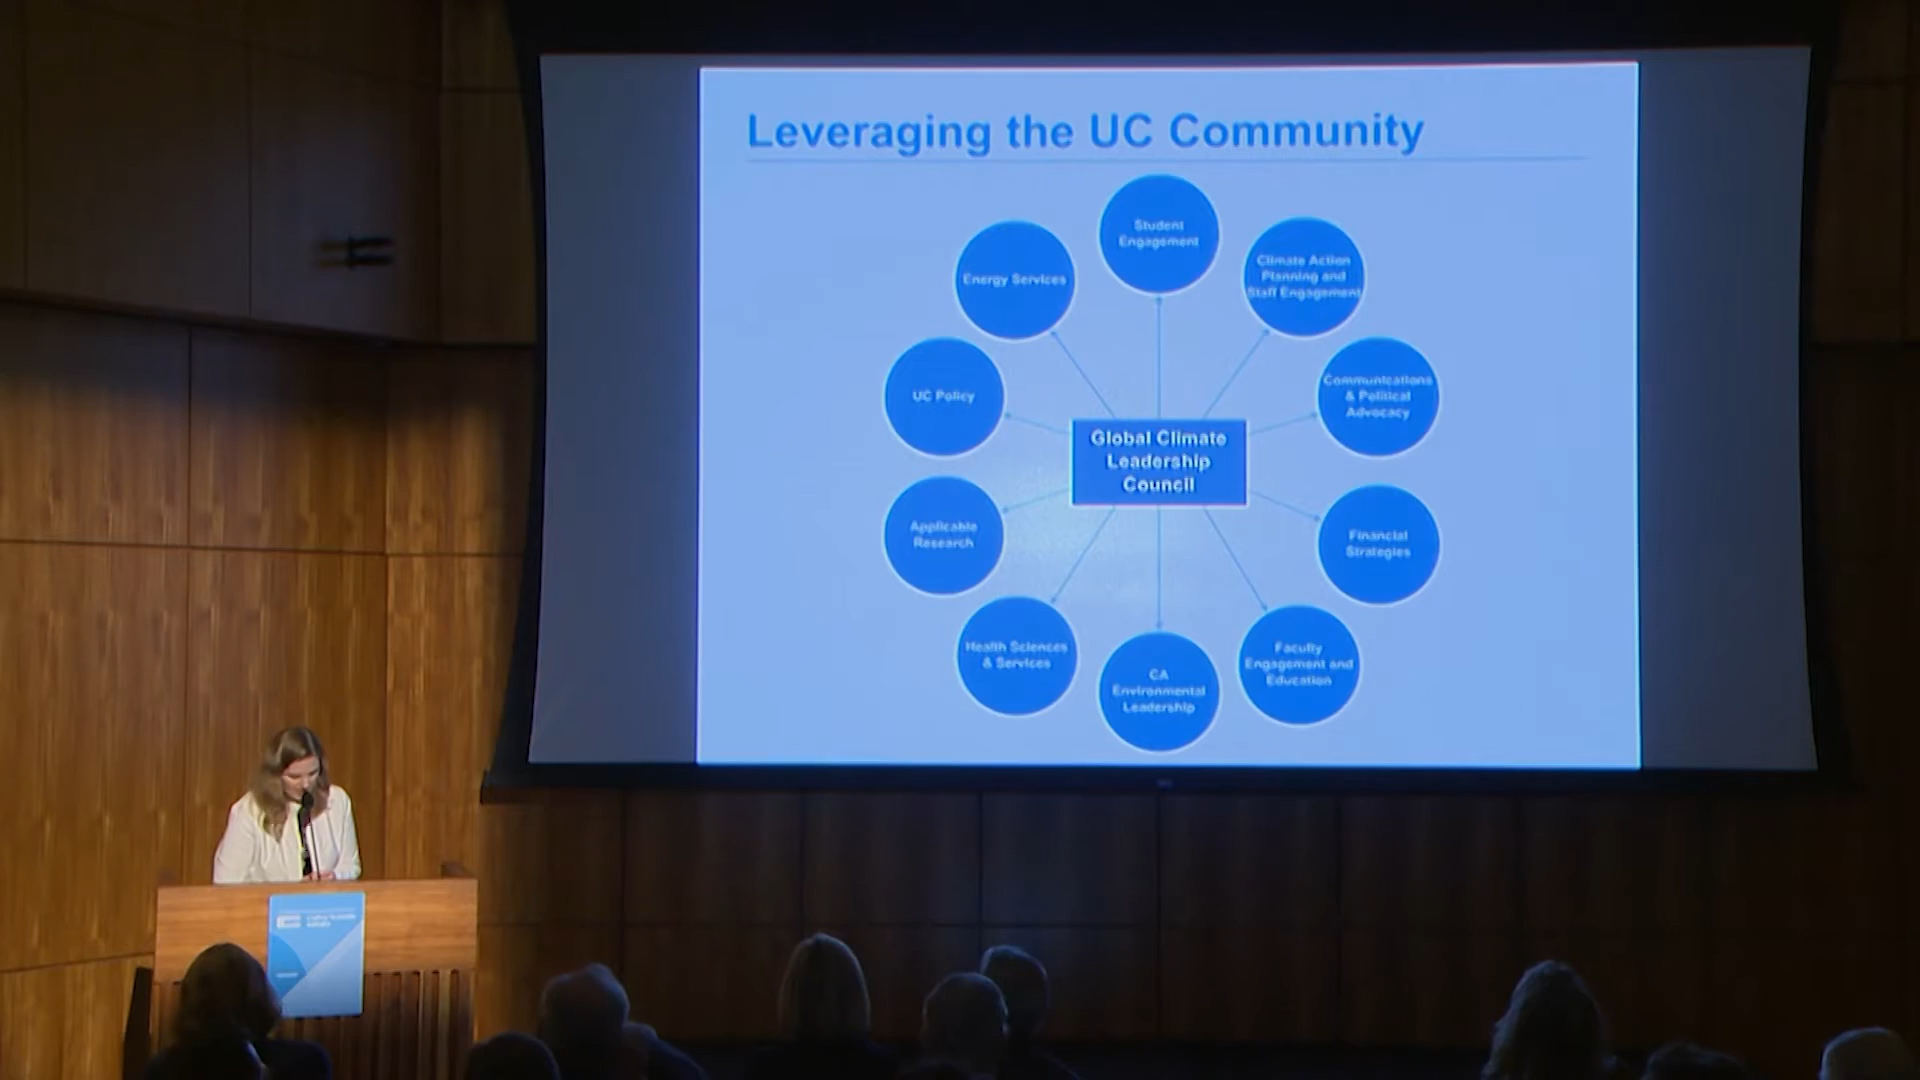 Leveraging the UC Community
Student
Engagement
Climate Action
Planning and
Staff Engagement
Communications
& Political
Advocacy
Financial
Strategies
Faculty
Engagement and
Education
CA
Environmental
Leadership
Health Sciences
& Services
Applicable
Research
UC Policy
Energy Services
Global Climate
Leadership
Council